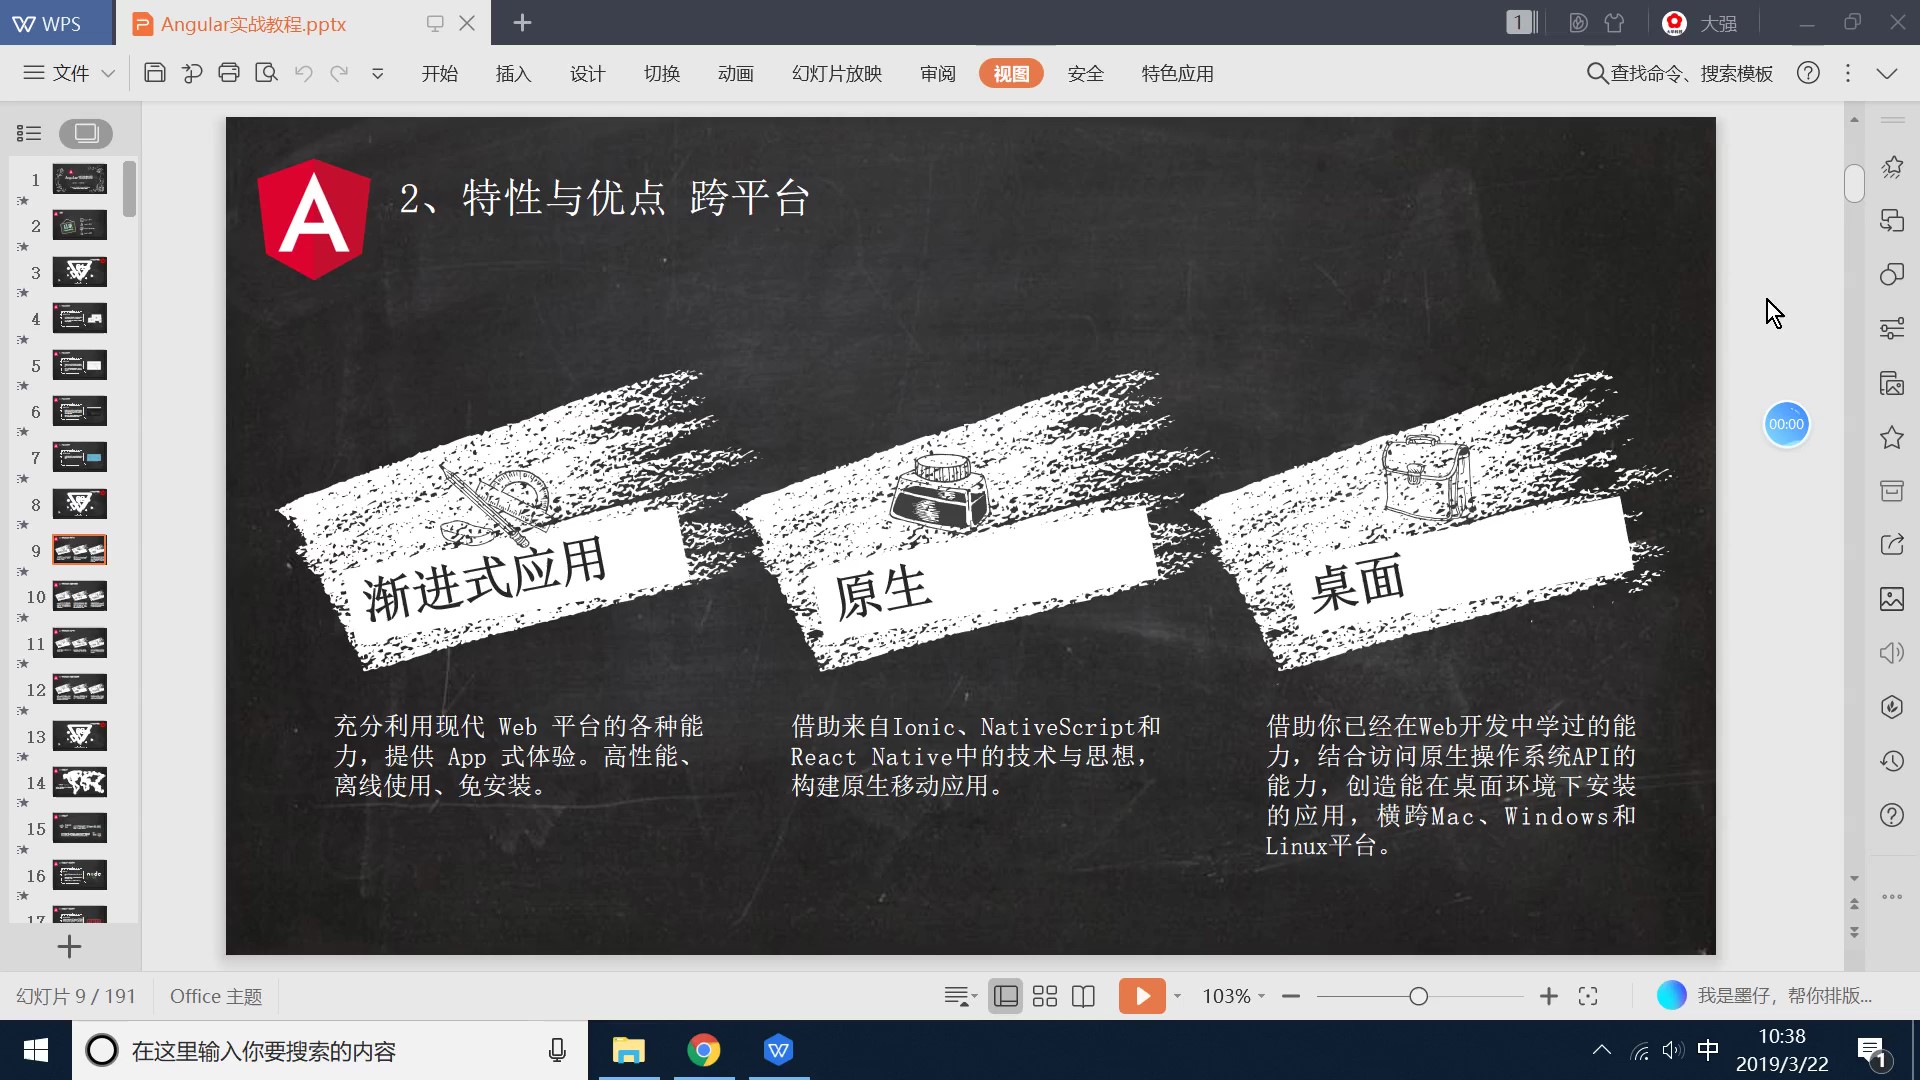 WPS
Angular实战教程.pptx
1
大强
文件
开始
插入
设计
切换
动画
幻灯片放映
审阅
视图
安全
特色应用
查找命令、搜索模板
1
2
3
4
5
6
7
8
9
10
11
12
13
14
15
16
17
2、特性与优点 跨平台
渐进式应用
原生
桌面
充分利用现代 Web 平台的各种能
力，提供 App 式体验。高性能、
离线使用、免安装。
借助来自Ionic、NativeScript和
React Native中的技术与思想，
构建原生移动应用。
借助你已经在Web开发中学过的能
力，结合访问原生操作系统API的
能力，创造能在桌面环境下安装
的应用，横跨Mac、Windows和
Linux平台。
00:00
幻灯片 9 / 191
Office 主题
103%
我是墨仔，帮你排版...
在这里输入你要搜索的内容
中
10:38
2019/3/22
1